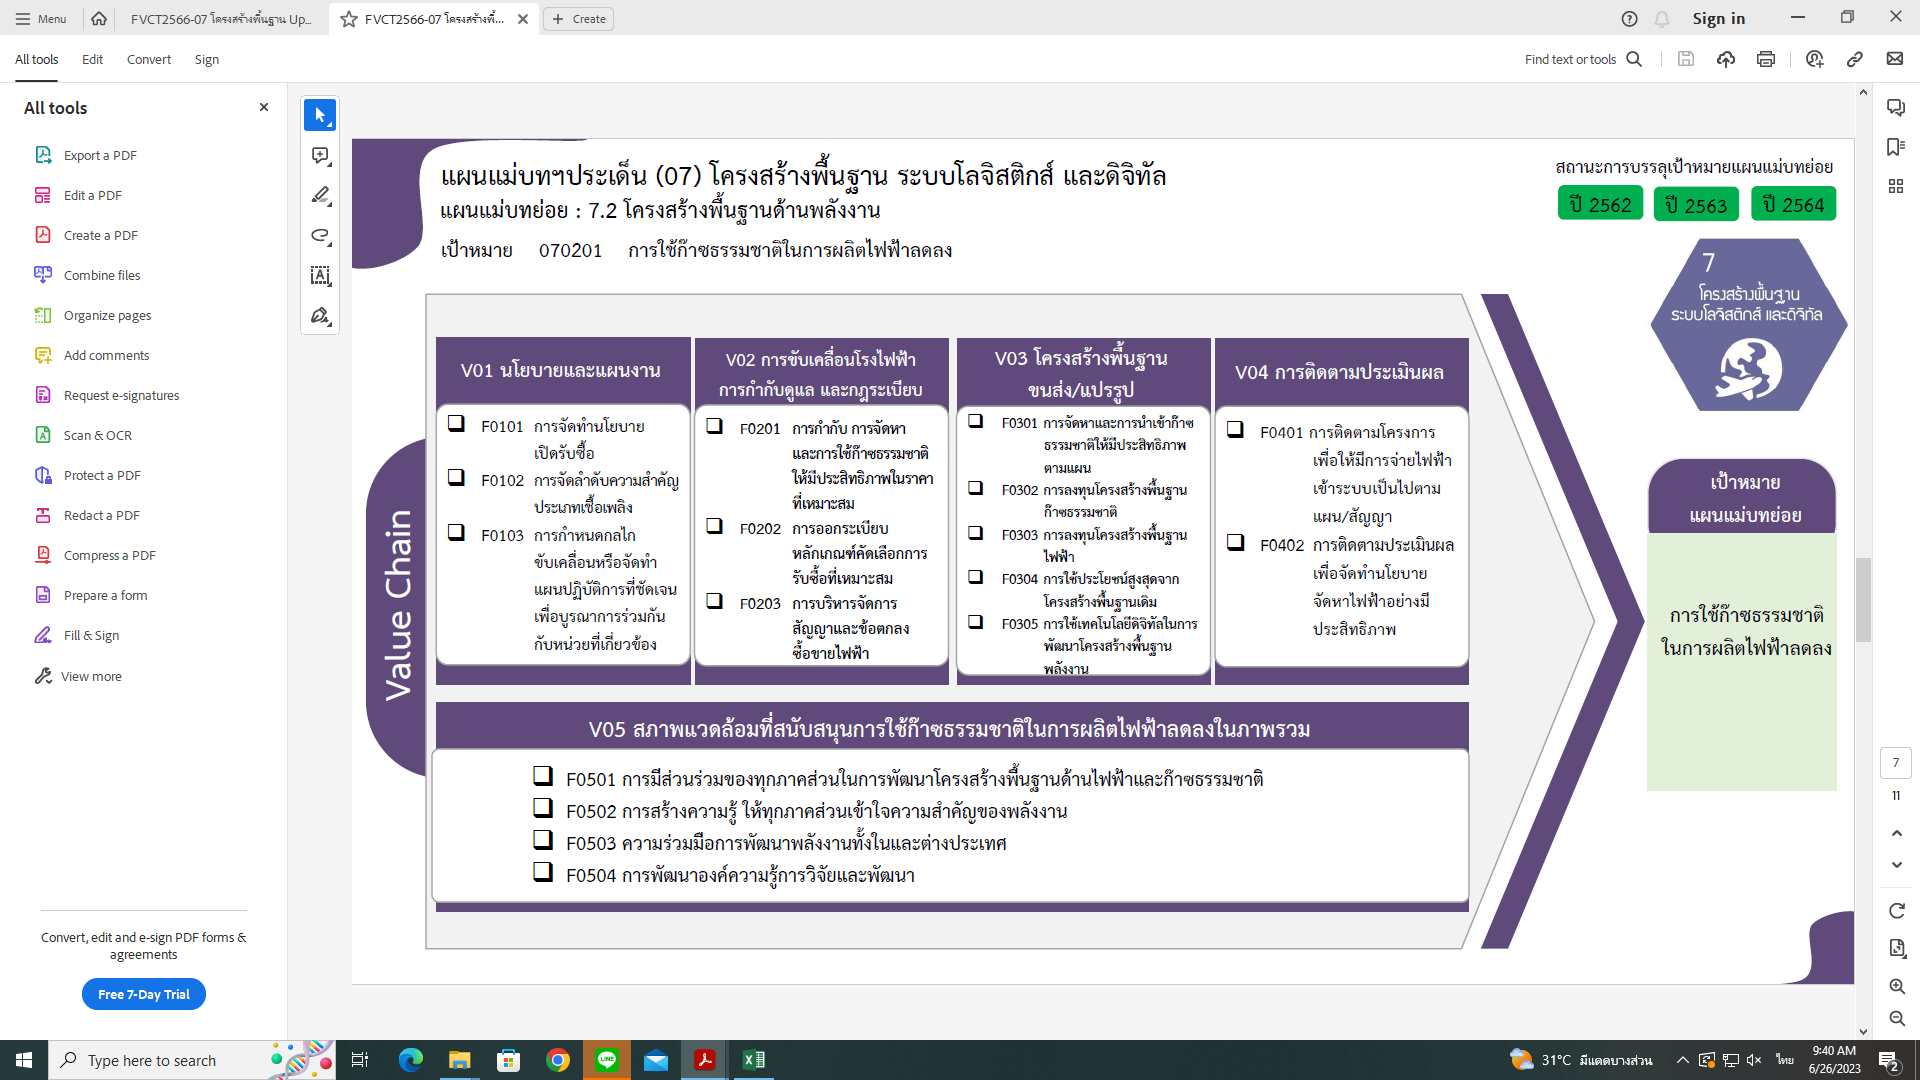 Menu
FVCT2566-07 โครงสร้างพื้นฐาน Up...
FVCT2566-07 โครงสร้างพื้...
Create
Sign in
All tools
Edit
Convert
Sign
Find text or tools
All tools
Export a PDF
Edit a PDF
Create a PDF
Combine files
Organize pages
Add comments
Request e-signatures
Scan & OCR
Protect a PDF
Redact a PDF
Compress a PDF
Prepare a form
Fill & Sign
View more
Convert, edit and e-sign PDF forms &
agreements
Free 7-Day Trial
แผนแม่บทฯประเด็น (07) โครงสร้างพื้นฐาน ระบบโลจิสติกส์ และดิจิทัล
แผนแม่บทย่อย : 7.2 โครงสร้างพื้นฐานด้านพลังงาน
เป้าหมาย 070201 การใช้ก๊าซธรรมชาติในการผลิตไฟฟ้าลดลง
สถานะการบรรลุเป้าหมายแผนแม่บทย่อย
ปี 2562
ปี 2563
ปี 2564
7
โครงสร้างพื้นฐาน
ระบบโลจิสติกส์ และดิจิทัล
Value Chain
V01 นโยบายและแผนงาน
F0101 การจัดทำนโยบาย
เปิดรับซื้อ
F0102 การจัดลำดับความสำคัญ
ประเภทเชื้อเพลิง
F0103 การกำหนดกลไก
ขับเคลื่อนหรือจัดทำ
แผนปฏิบัติการที่ชัดเจน
เพื่อบูรณาการร่วมกัน
กับหน่วยที่เกี่ยวข้อง
V02 การขับเคลื่อนโรงไฟฟ้า
การกำกับดูแล และกฎระเบียบ
F0201 การกำกับ การจัดหา
และการใช้ก๊าซธรรมชาติ
ให้มีประสิทธิภาพในราคา
ที่เหมาะสม
F0202 การออกระเบียบ
หลักเกณฑ์คัดเลือกการ
รับซื้อที่เหมาะสม
F0203 การบริหารจัดการ
สัญญาและข้อตกลง
ซื้อขายไฟฟ้า
V03 โครงสร้างพื้นฐาน
ขนส่ง/แปรรูป
F0301 การจัดหาและการนำเข้าก๊าซ
ธรรมชาติให้มีประสิทธิภาพ
ตามแผน
F0302 การลงทุนโครงสร้างพื้นฐาน
ก๊าซธรรมชาติ
F0303 การลงทุนโครงสร้างพื้นฐาน
ไฟฟ้า
F0304 การใช้ประโยชน์สูงสุดจาก
โครงสร้างพื้นฐานเดิม
F0305 การใช้เทคโนโลยีดิจิทัลในการ
พัฒนาโครงสร้างพื้นฐาน
พลังงาน
V04 การติดตามประเมินผล
F0401 การติดตามโครงการ
เพื่อให้มีการจ่ายไฟฟ้า
เข้าระบบเป็นไปตาม
แผน/สัญญา
F0402 การติดตามประเมินผล
เพื่อจัดทำนโยบาย
จัดหาไฟฟ้าอย่างมี
ประสิทธิภาพ
เป้าหมาย
แผนแม่บทย่อย
การใช้ก๊าซธรรมชาติ
ในการผลิตไฟฟ้าลดลง
V05 สภาพแวดล้อมที่สนับสนุนการใช้ก๊าซธรรมชาติในการผลิตไฟฟ้าลดลงในภาพรวม
F0501 การมีส่วนร่วมของทุกภาคส่วนในการพัฒนาโครงสร้างพื้นฐานด้านไฟฟ้าและก๊าซธรรมชาติ
F0502 การสร้างความรู้ ให้ทุกภาคส่วนเข้าใจความสำคัญของพลังงาน
F0503 ความร่วมมือการพัฒนาพลังงานทั้งในและต่างประเทศ
F0504 การพัฒนาองค์ความรู้การวิจัยและพัฒนา
7
11
Type here to search
LINE
31°C มีแดดบางส่วน
ไทย
9:40 AM
6/26/2023
2